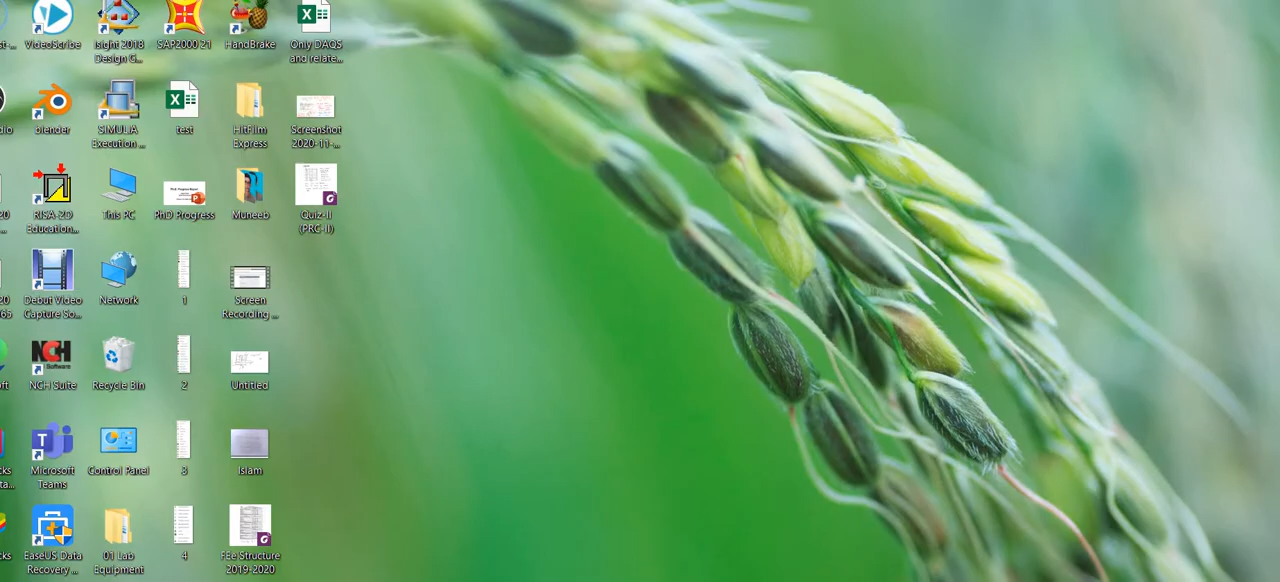 VideoScribe
Isight 2018
Design G...
SAP2000 21
HandBrake
Only DAQS
and relate...
blender
SIMULIA
Execution ...
test
HitFilm
Express
Screenshot
2020-11-...
RISA-2D
Education...
This PC
PhD Progress
Muneeb
Quiz-II
(PRC-II)
Debut Video
Capture So...
Network
1
Screen
Recording ...
NCH
Software
NCH Suite
Recycle Bin
2
Untitled
Microsoft
Teams
Control Panel
3
Islam
EaseUS Data
Recovery ...
01 Lab
Equipment
4
FEe Structure
2019-2020